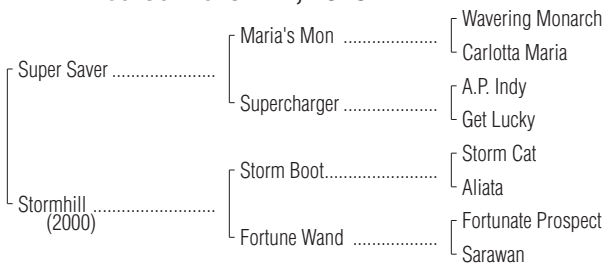 Wavering Monarch
Maria's Mon ..................
Carlotta Maria
Super Saver ....................
A.P. Indy
Supercharger ..................
Get Lucky
Storm Cat
Storm Boot......................
Aliata
Stormhill ........................
(2000)
Fortunate Prospect
Fortune Wand ................
Sarawan